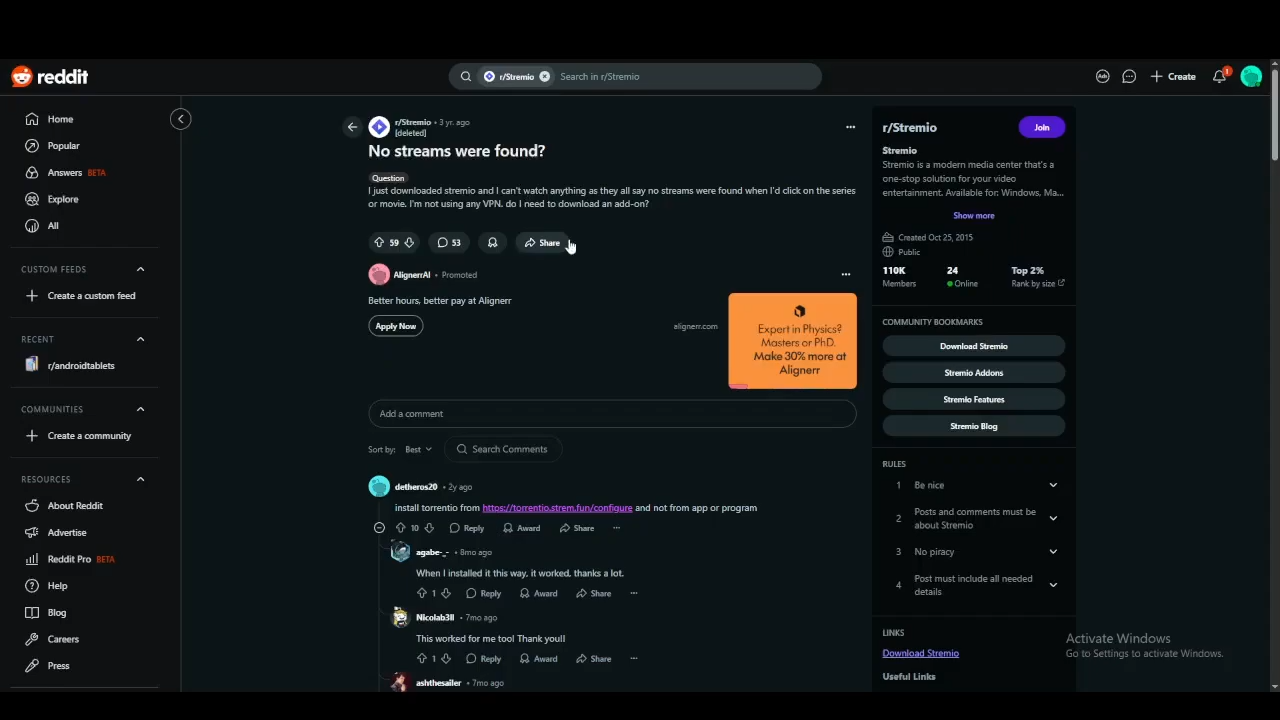 reddit
r/Stremio
Search in r/Stremio
Ads
Create
1
Home
Popular
Answers BETA
Explore
All
CUSTOM FEEDS
Create a custom feed
RECENT
r/androidtablets
COMMUNITIES
Create a community
RESOURCES
About Reddit
Advertise
Reddit Pro BETA
Help
Blog
Careers
Press
r/Stremio • 3 yr. ago
[deleted]
No streams were found?
Question
I just downloaded stremio and I can't watch anything as they all say no streams were found when I'd click on the series
or movie. I'm not using any VPN. do I need to download an add-on?
59
53
Share
AlignerrAI • Promoted
Better hours, better pay at Alignerr
Apply Now
alignerr.com
Expert in Physics?
Masters or PhD.
Make 30% more at
Alignerr
Add a comment
Sort by: Best
Search Comments
detheros20 • 2y ago
install torrentio from https://torrentio.strem.fun/configure and not from app or program
10 Reply Award Share
agabe-_- • 8mo ago
When I installed it this way, it worked, thanks a lot.
1 Reply Award Share
Nicolab3ll • 7mo ago
This worked for me too! Thank you!!
1 Reply Award Share
ashthesailer • 7mo ago
r/Stremio
Join
Stremio
Stremio is a modern media center that's a
one-stop solution for your video
entertainment. Available for: Windows, Ma...
Show more
Created Oct 25, 2015
Public
110K 24 Top 2%
Members Online Rank by size
COMMUNITY BOOKMARKS
Download Stremio
Stremio Addons
Stremio Features
Stremio Blog
RULES
1 Be nice
2 Posts and comments must be
about Stremio
3 No piracy
4 Post must include all needed
details
LINKS
Download Stremio
Useful Links
Activate Windows
Go to Settings to activate Windows.